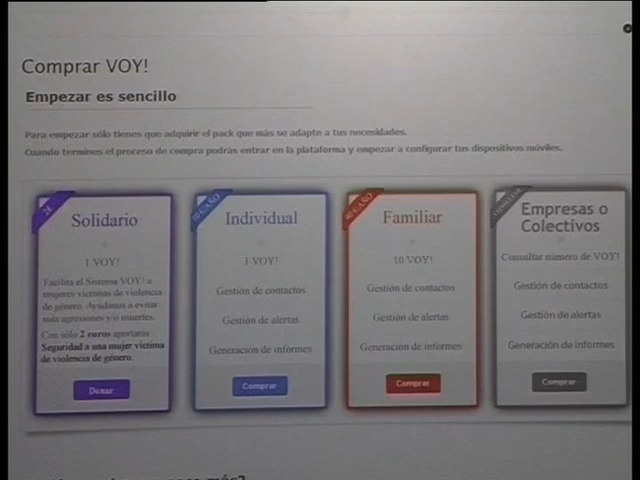 Comprar VOY!
Empezar es sencillo
Para empezar sólo tienes que adquirir el pack que más se adapte a tus necesidades.
Cuando termines el proceso de compra podrás entrar en la plataforma y empezar a configurar tus dispositivos móviles.
2€
Solidario
1 VOY!
Facilita el Sistema VOY! a
mujeres víctimas de violencia
de género. Ayúdanos a evitar
más agresiones y/o muertes.
Con sólo 2 euros aportarás
Seguridad a una mujer víctima
de violencia de género.
Donar
Individual
1 VOY!
Gestión de contactos
Gestión de alertas
Generación de informes
Comprar
Familiar
10 VOY!
Gestión de contactos
Gestión de alertas
Generación de informes
Comprar
Empresas o
Colectivos
Consultar número de VOY!
Gestión de contactos
Gestión de alertas
Generación de informes
Comprar